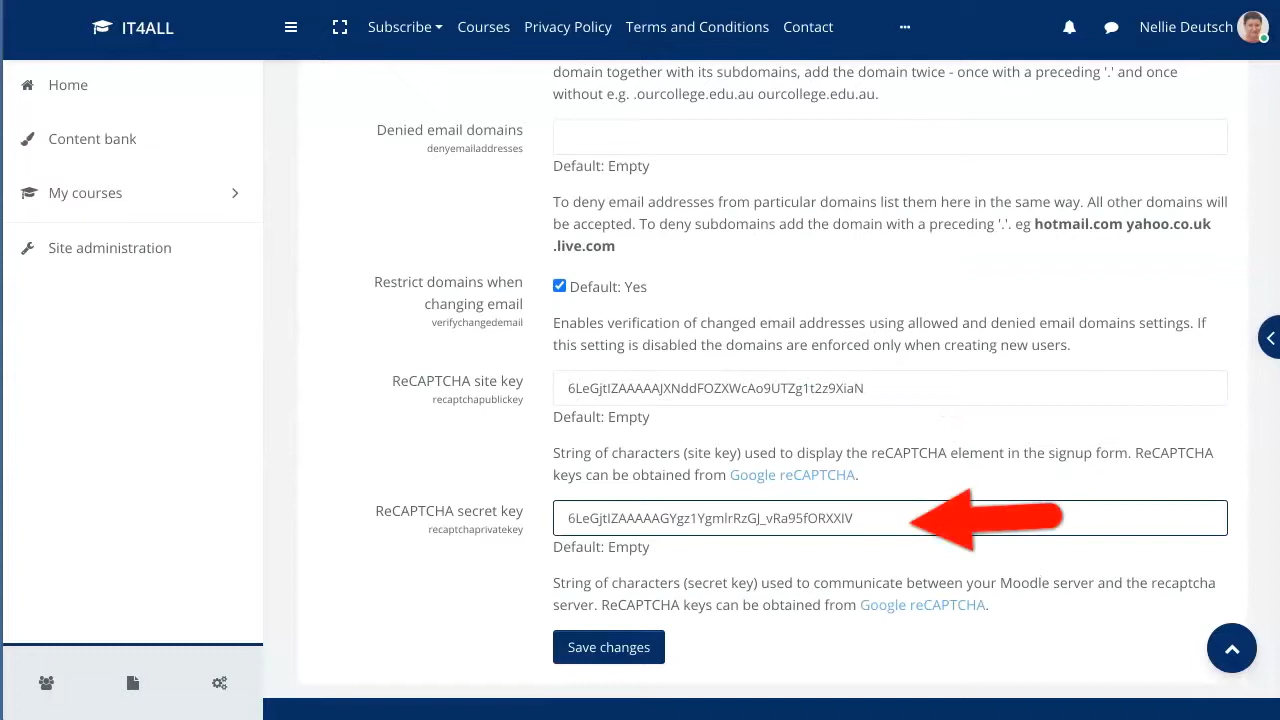 IT4ALL
Subscribe Courses Privacy Policy Terms and Conditions Contact
Nellie Deutsch
Home
Content bank
My courses
Site administration
domain together with its subdomains, add the domain twice - once with a preceding '.' and once
without e.g. .ourcollege.edu.au ourcollege.edu.au.
Denied email domains
denyemailaddresses
Default: Empty
To deny email addresses from particular domains list them here in the same way. All other domains will
be accepted. To deny subdomains add the domain with a preceding '.'. eg hotmail.com yahoo.co.uk
.live.com
Restrict domains when
changing email
verifychangedemail
Default: Yes
Enables verification of changed email addresses using allowed and denied email domains settings. If
this setting is disabled the domains are enforced only when creating new users.
ReCAPTCHA site key
recaptchapublickey
6LeGjtIZAAAAAJXNddFOZXWcAo9UTZg1t2z9XiaN
Default: Empty
String of characters (site key) used to display the reCAPTCHA element in the signup form. ReCAPTCHA
keys can be obtained from Google reCAPTCHA.
ReCAPTCHA secret key
recaptchaprivatekey
6LeGjtIZAAAAAGYgz1YgmlrRzGJ_vRa95fORXXIV
Default: Empty
String of characters (secret key) used to communicate between your Moodle server and the recaptcha
server. ReCAPTCHA keys can be obtained from Google reCAPTCHA.
Save changes